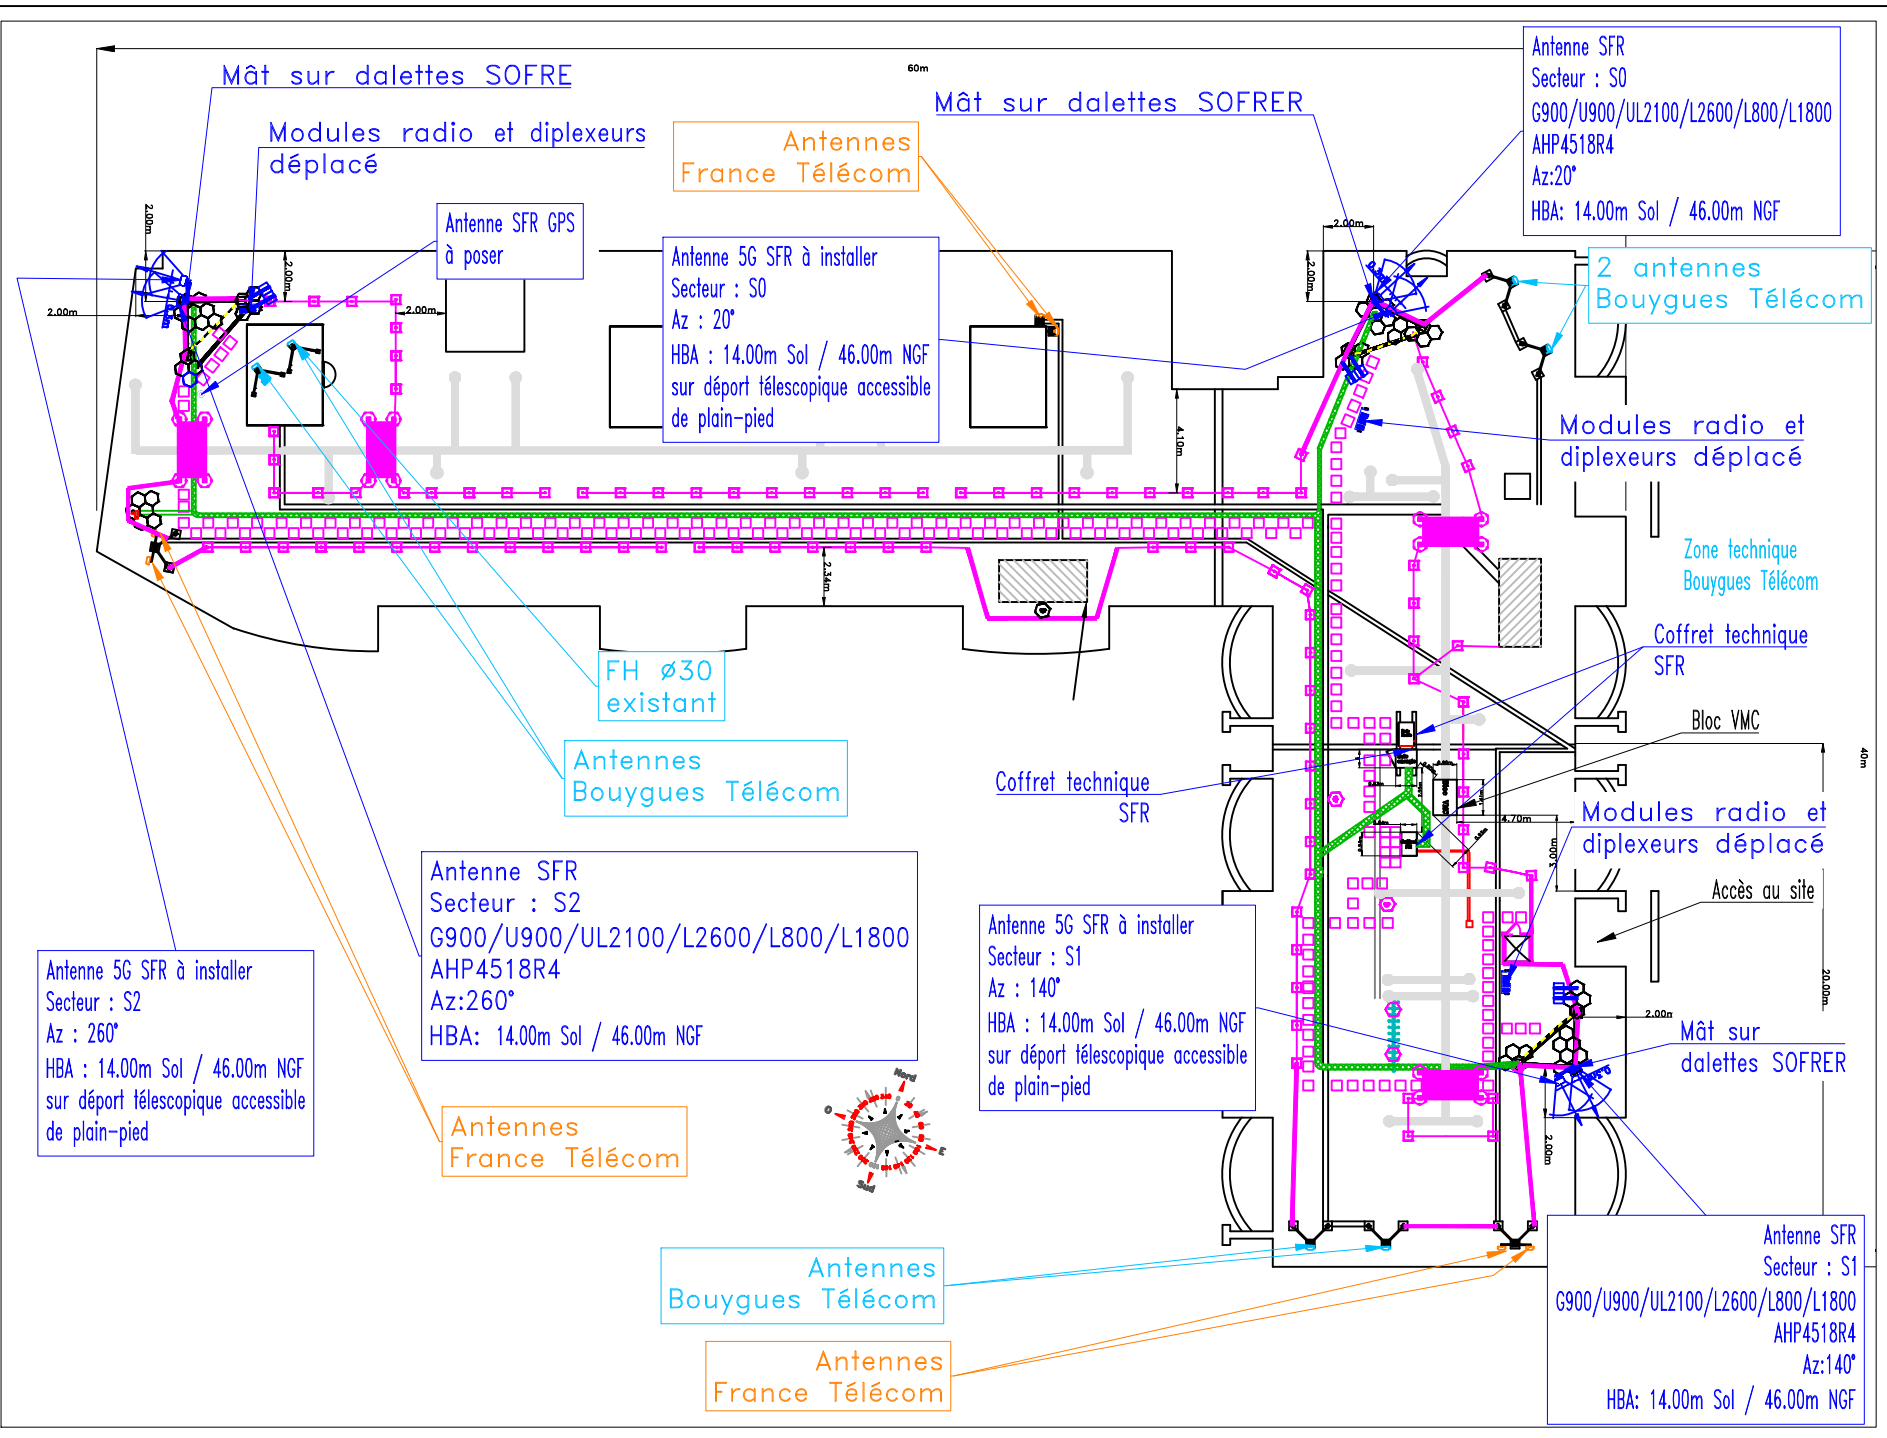 60m
Mât sur dalettes SOFRE
Modules radio et diplexeurs
déplacé
Antenne SFR GPS
à poser
Antennes
France Télécom
Mât sur dalettes SOFRER
Antenne SFR
Secteur : S0
G900/U900/UL2100/L2600/L800/L1800
AHP4518R4
Az:20°
HBA: 14.00m Sol / 46.00m NGF
Antenne 5G SFR à installer
Secteur : S0
Az : 20°
HBA : 14.00m Sol / 46.00m NGF
sur déport télescopique accessible
de plain-pied
2 antennes
Bouygues Télécom
2.00m
2.00m
2.00m
2.00m
2.00m
2.00m
4.10m
2.34m
Modules radio et
diplexeurs déplacé
Zone technique
Bouygues Télécom
Coffret technique
SFR
Bloc VMC
FH ø30
existant
Antennes
Bouygues Télécom
Coffret technique
SFR
40m
4.70m
3.00m
Modules radio et
diplexeurs déplacé
Accès au site
Antenne SFR
Secteur : S2
G900/U900/UL2100/L2600/L800/L1800
AHP4518R4
Az:260°
HBA: 14.00m Sol / 46.00m NGF
Antenne 5G SFR à installer
Secteur : S2
Az : 260°
HBA : 14.00m Sol / 46.00m NGF
sur déport télescopique accessible
de plain-pied
Antenne 5G SFR à installer
Secteur : S1
Az : 140°
HBA : 14.00m Sol / 46.00m NGF
sur déport télescopique accessible
de plain-pied
20.00m
2.00m
2.00m
Mât sur
dalettes SOFRER
Nord
O
E
Sud
Antennes
France Télécom
Antennes
Bouygues Télécom
Antennes
France Télécom
Antenne SFR
Secteur : S1
G900/U900/UL2100/L2600/L800/L1800
AHP4518R4
Az:140°
HBA: 14.00m Sol / 46.00m NGF